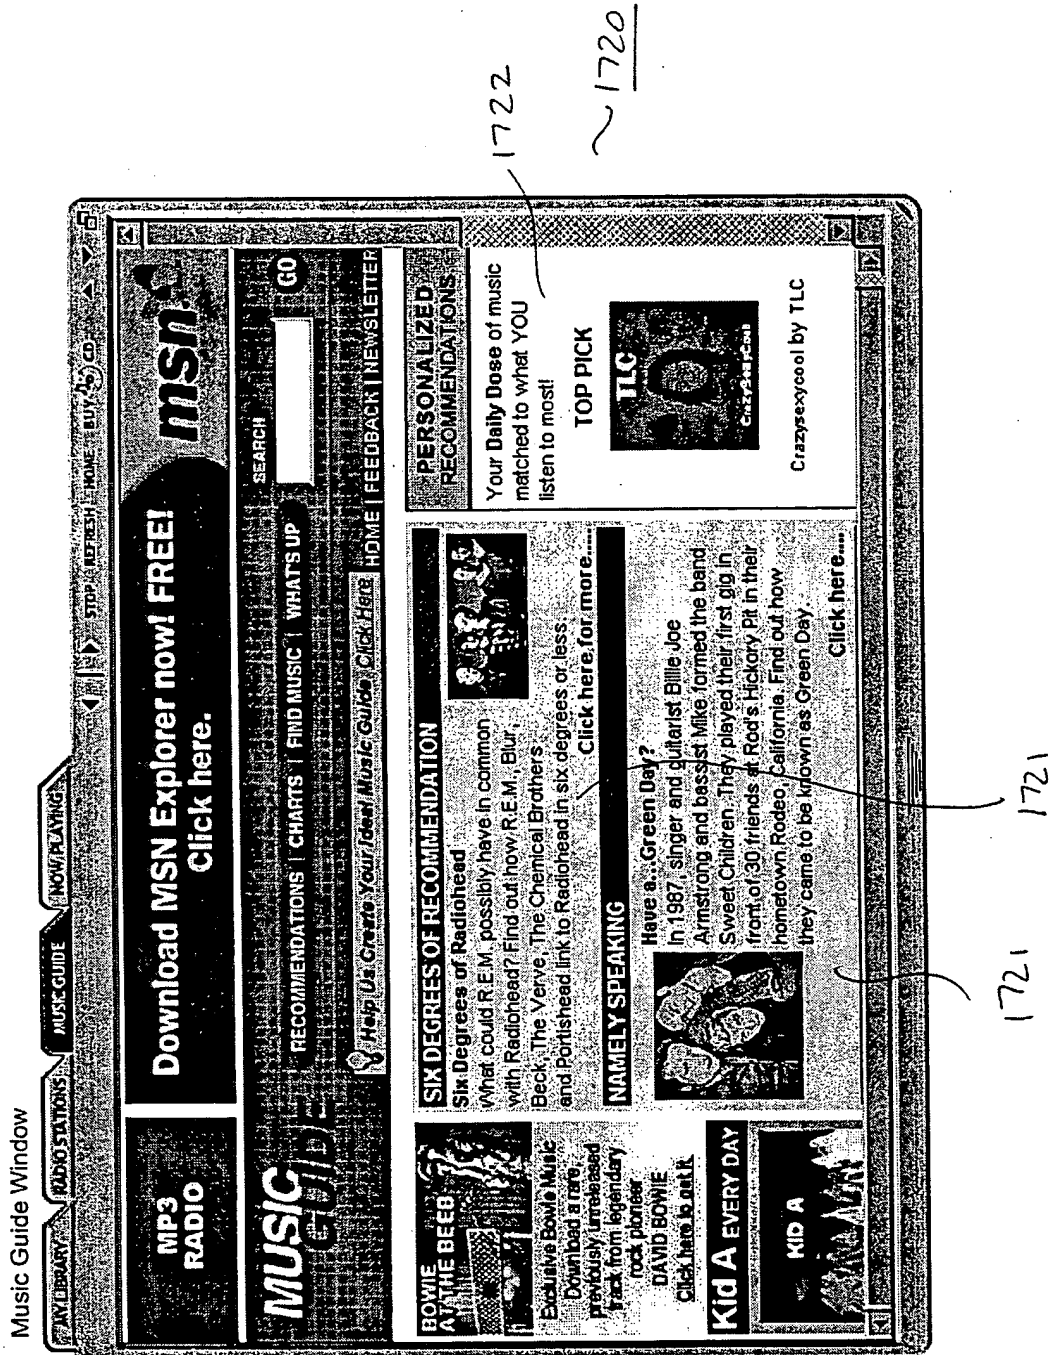 Music Guide Window
MY LIBRARY
RADIO STATIONS
MUSIC GUIDE
NOW PLAYING
STOP | REFRESH | HOME BUY CD
MP3
RADIO
Download MSN Explorer now! FREE!
Click here.
msn
MUSIC
GUIDE
RECOMMENDATIONS | CHARTS | FIND MUSIC | WHAT'S UP
SEARCH
GO
Help Us Create Your Ideal Music Guide Click Here
HOME | FEEDBACK | NEWSLETTER
BOWIE
AT THE BEEB
Exclusive Bowie Music
Download a rare,
previously unreleased
track from legendary
rock pioneer
DAVID BOWIE
Click here to get it.
Kid A EVERY DAY
KID A
SIX DEGREES OF RECOMMENDATION
Six Degrees of Radiohead
What could R.E.M. possibly have in common
with Radiohead? Find out how R.E.M., Blur,
Beck, The Verve, The Chemical Brothers
and Portishead link to Radiohead in six degrees or less.
Click here for more.....
NAMELY SPEAKING
Have a...Green Day?
In 1987, singer and guitarist Billie Joe
Armstrong and bassist Mike formed the band
Sweet Children. They played their first gig in
front of 30 friends at Rod's Hickory Pit in their
hometown Rodeo, California. Find out how
they came to be known as Green Day.
Click here....
PERSONALIZED
RECOMMENDATIONS
Your Daily Dose of music
matched to what YOU
listen to most!
TOP PICK
TLC
CrazySexyCool
Crazysexycool by TLC
1722
1720
1721
1721